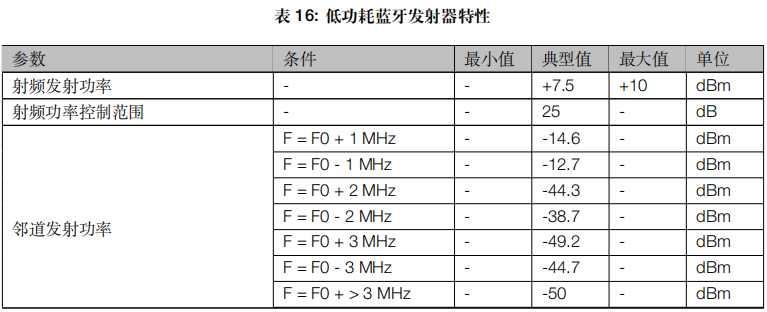 表 16: 低功耗蓝牙发射器特性
参数 条件 最小值 典型值 最大值 单位
射频发射功率 - - +7.5 +10 dBm
射频功率控制范围 - - 25 - dB
邻道发射功率 F = F0 + 1 MHz - -14.6 - dBm
F = F0 - 1 MHz - -12.7 - dBm
F = F0 + 2 MHz - -44.3 - dBm
F = F0 - 2 MHz - -38.7 - dBm
F = F0 + 3 MHz - -49.2 - dBm
F = F0 - 3 MHz - -44.7 - dBm
F = F0 + > 3 MHz - -50 - dBm